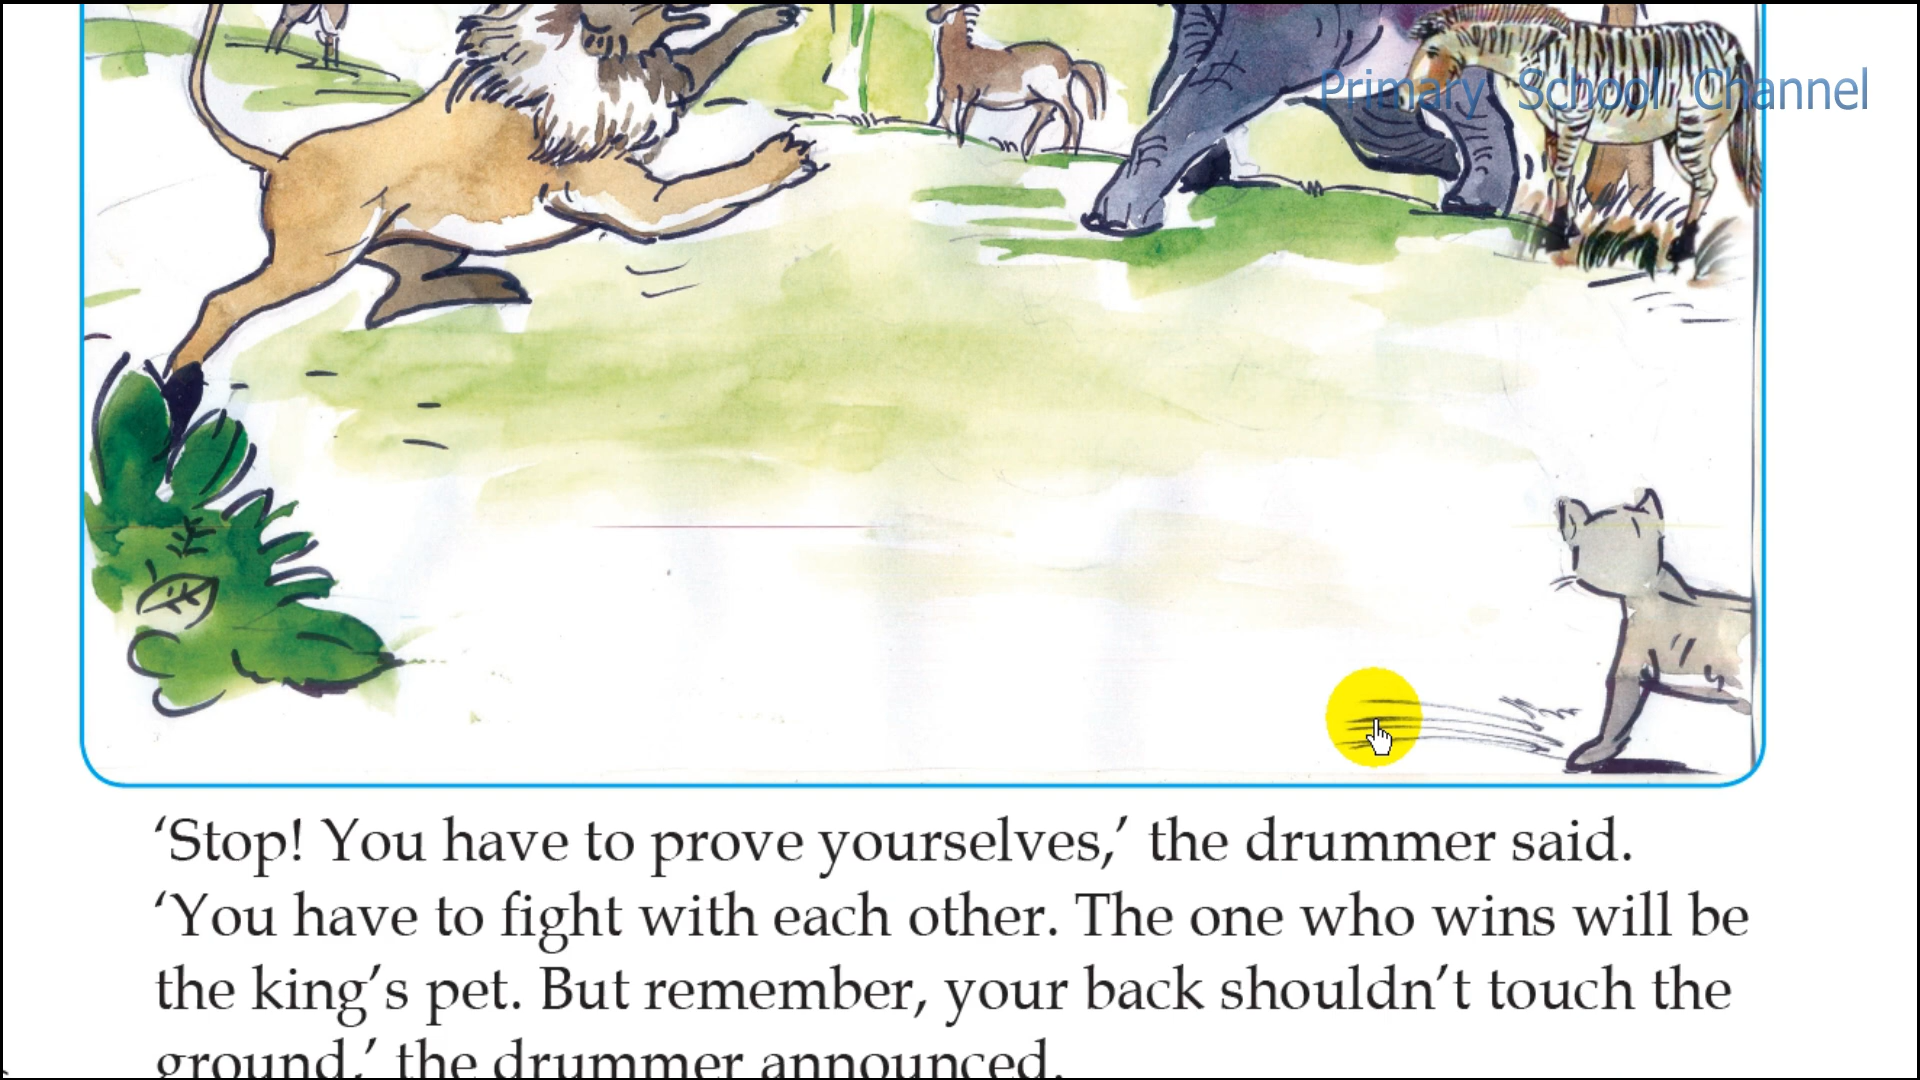 Primary School Channel
‘Stop! You have to prove yourselves,’ the drummer said.
‘You have to fight with each other. The one who wins will be
the king’s pet. But remember, your back shouldn’t touch the
ground,’ the drummer announced.